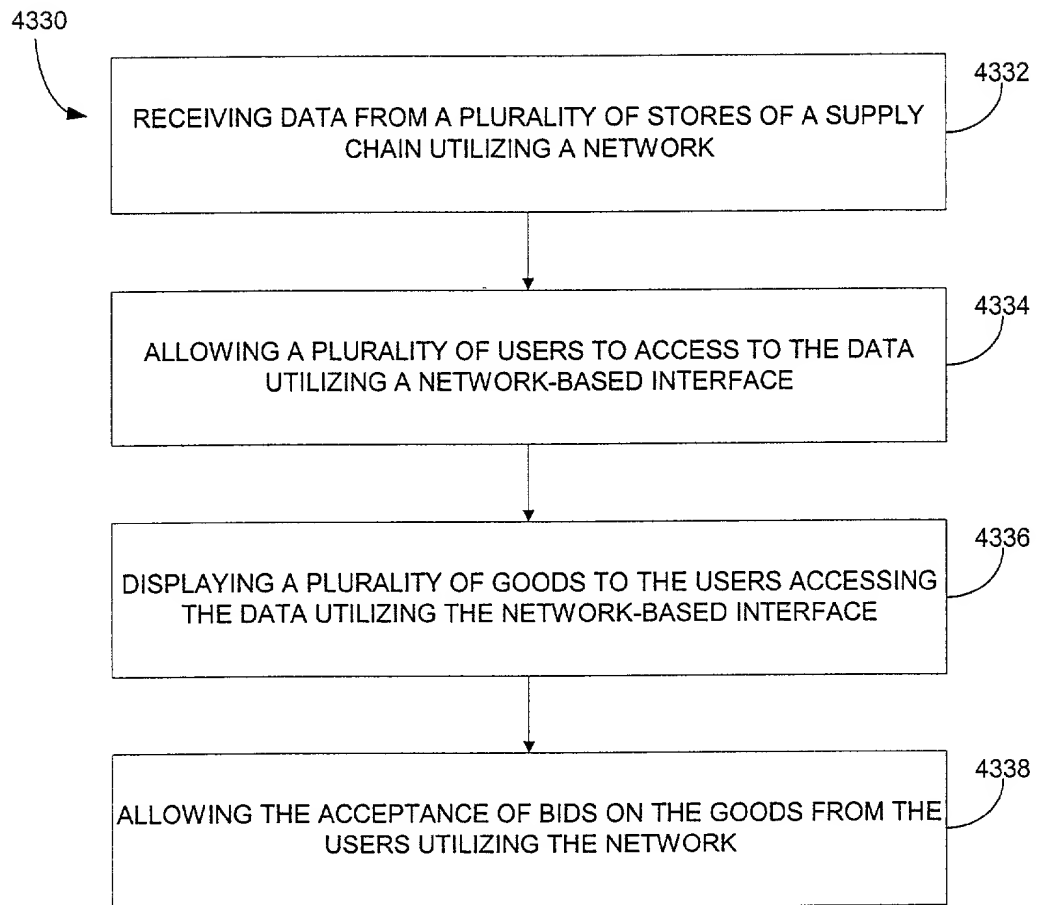 4330
4332
RECEIVING DATA FROM A PLURALITY OF STORES OF A SUPPLY
CHAIN UTILIZING A NETWORK
4334
ALLOWING A PLURALITY OF USERS TO ACCESS TO THE DATA
UTILIZING A NETWORK-BASED INTERFACE
4336
DISPLAYING A PLURALITY OF GOODS TO THE USERS ACCESSING
THE DATA UTILIZING THE NETWORK-BASED INTERFACE
4338
ALLOWING THE ACCEPTANCE OF BIDS ON THE GOODS FROM THE
USERS UTILIZING THE NETWORK